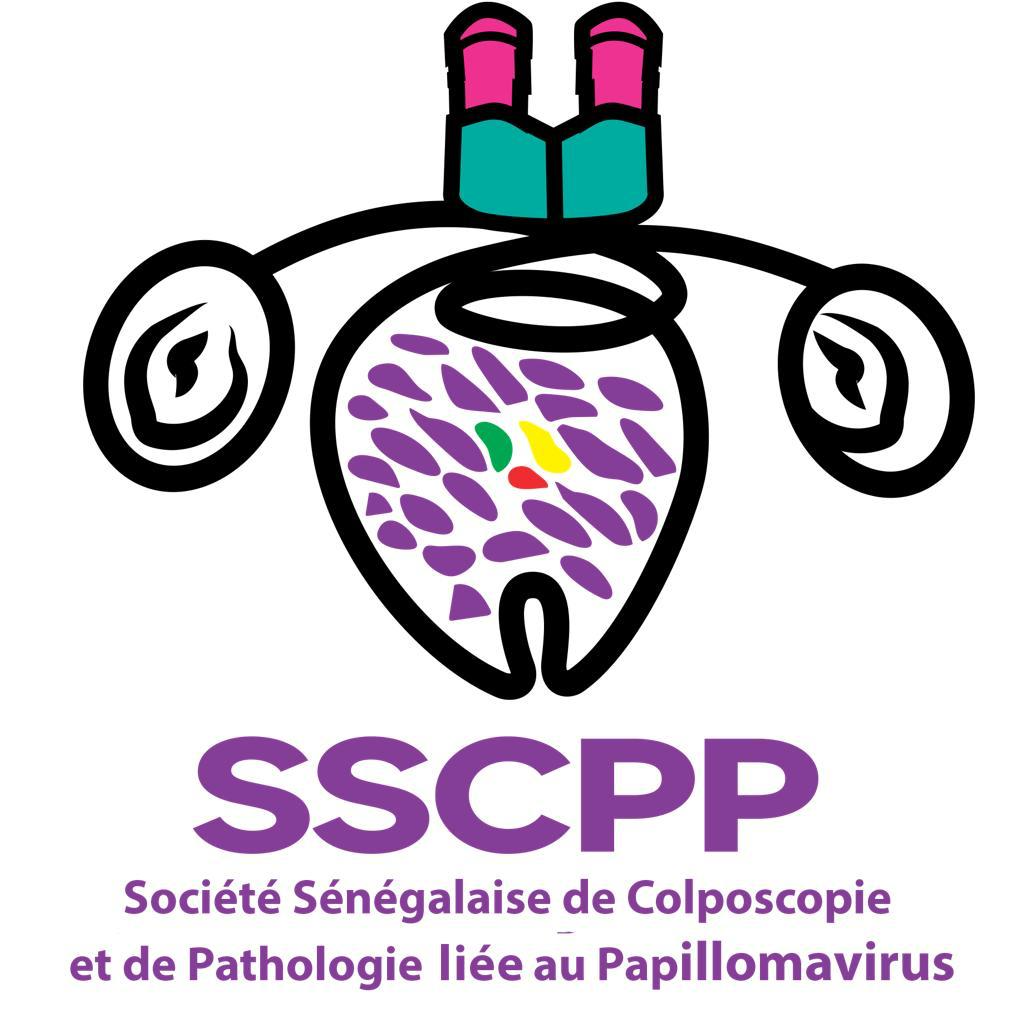 SSCPP
Société Sénégalaise de Colposcopie
et de Pathologie liée au Papillomavirus